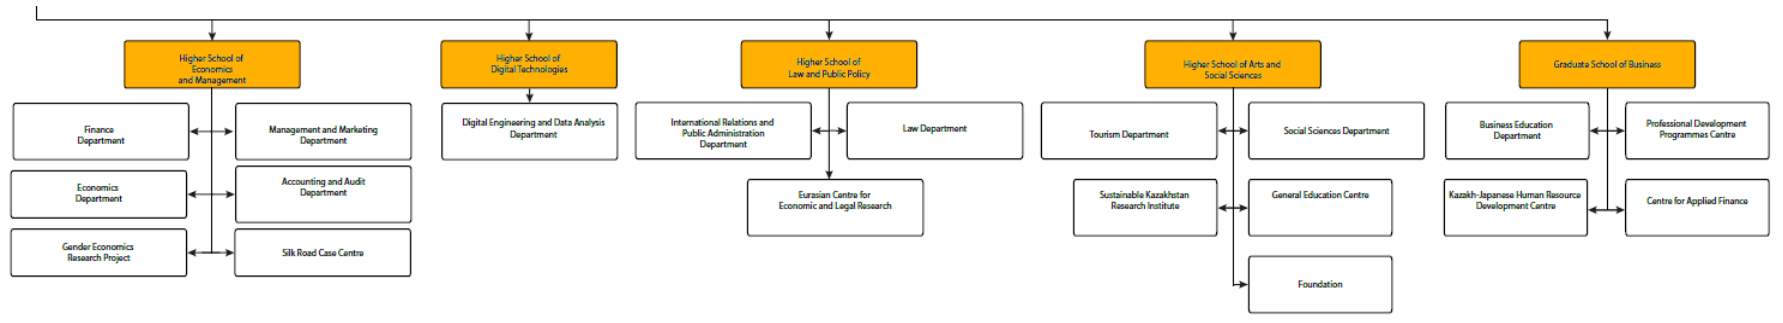 Higher School of
Economics
and Management
Higher School of
Digital Technologies
Higher School of
Law and Public Policy
Higher School of Arts and
Social Sciences
Graduate School of Business
Finance
Department
Management and Marketing
Department
Digital Engineering and Data Analysis
Department
International Relations and
Public Administration
Department
Law Department
Tourism Department
Social Sciences Department
Business Education
Department
Professional Development
Programmes Centre
Economics
Department
Accounting and Audit
Department
Eurasian Centre for
Economic and Legal Research
Sustainable Kazakhstan
Research Institute
General Education Centre
Kazakh-Japanese Human Resource
Development Centre
Centre for Applied Finance
Gender Economics
Research Project
Silk Road Case Centre
Foundation